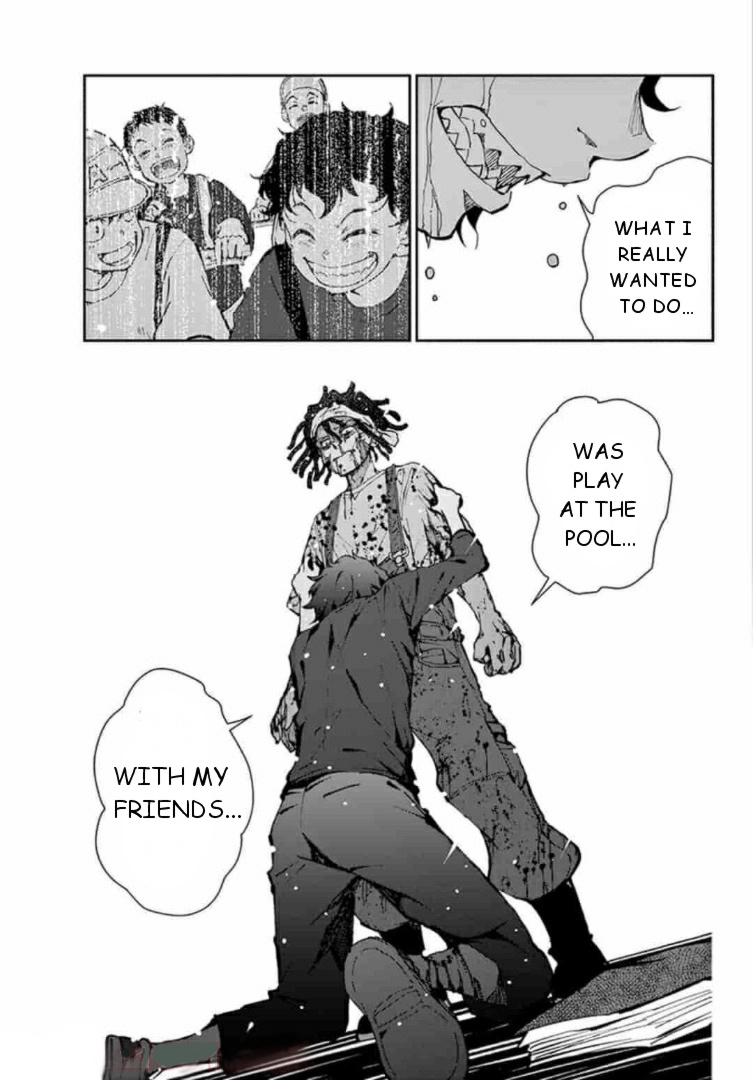 WHAT I
REALLY
WANTED
TO DO...
WAS
PLAY
AT THE
POOL...
WITH MY
FRIENDS...